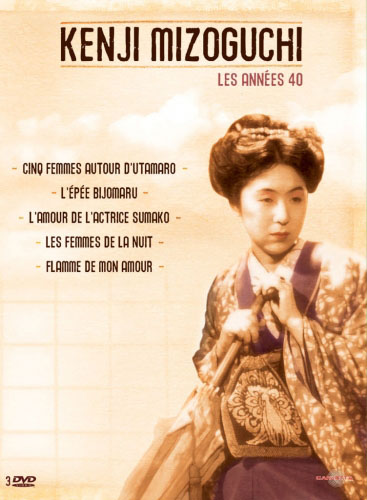 KENJI MIZOGUCHI
LES ANNÉES 40
- CINQ FEMMES AUTOUR D'UTAMARO -
- L'ÉPÉE BIJOMARU -
- L'AMOUR DE L'ACTRICE SUMAKO -
- LES FEMMES DE LA NUIT -
- FLAMME DE MON AMOUR -
3 DVD